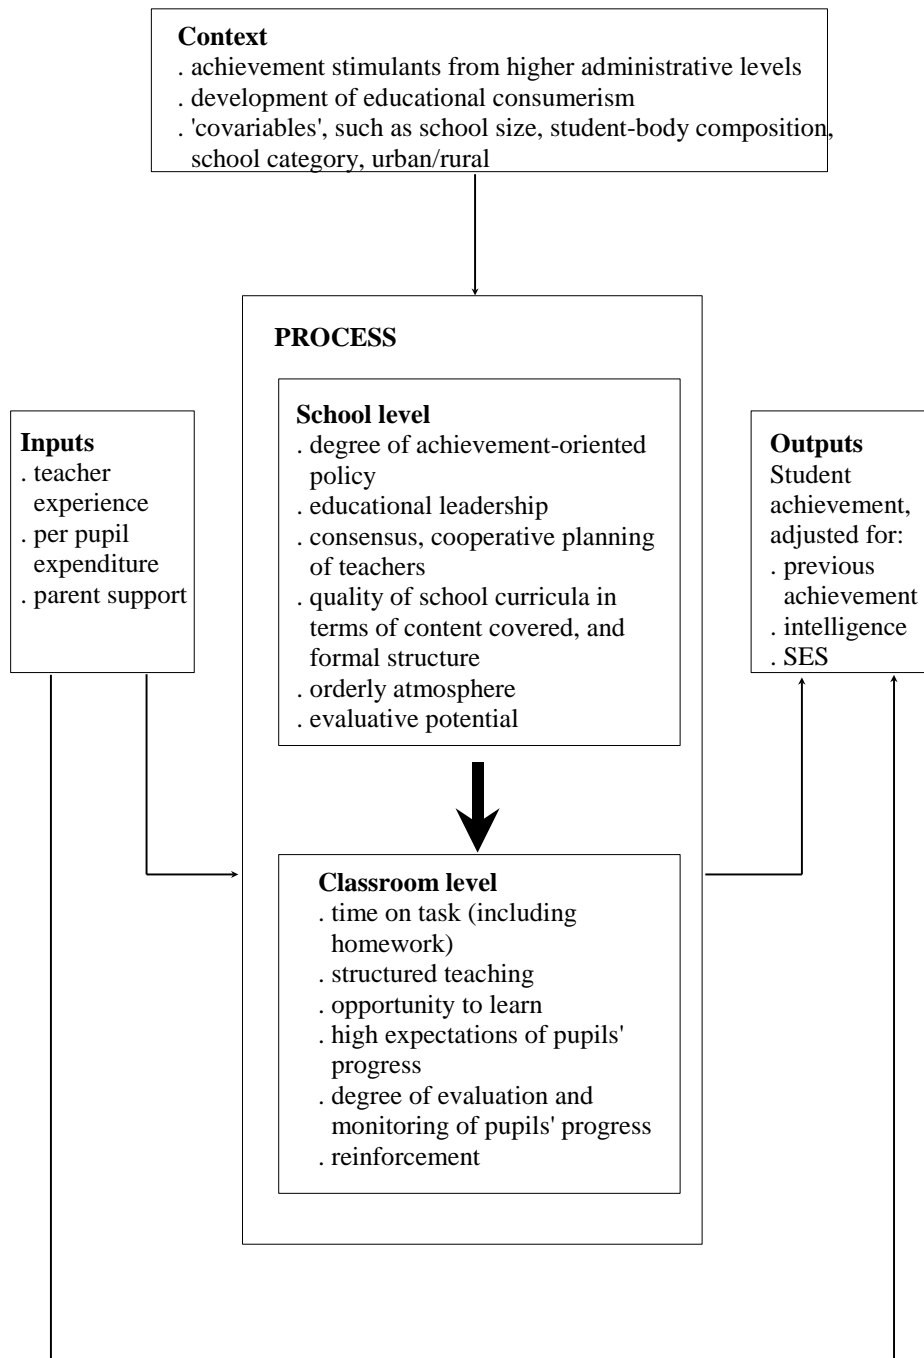 Context
. achievement stimulants from higher administrative levels
. development of educational consumerism
. 'covariables', such as school size, student-body composition,
school category, urban/rural
PROCESS
School level
. degree of achievement-oriented
policy
. educational leadership
. consensus, cooperative planning
of teachers
. quality of school curricula in
terms of content covered, and
formal structure
. orderly atmosphere
. evaluative potential
Inputs
. teacher
experience
. per pupil
expenditure
. parent support
Outputs
Student
achievement,
adjusted for:
. previous
achievement
. intelligence
. SES
Classroom level
. time on task (including
homework)
. structured teaching
. opportunity to learn
. high expectations of pupils'
progress
. degree of evaluation and
monitoring of pupils' progress
. reinforcement